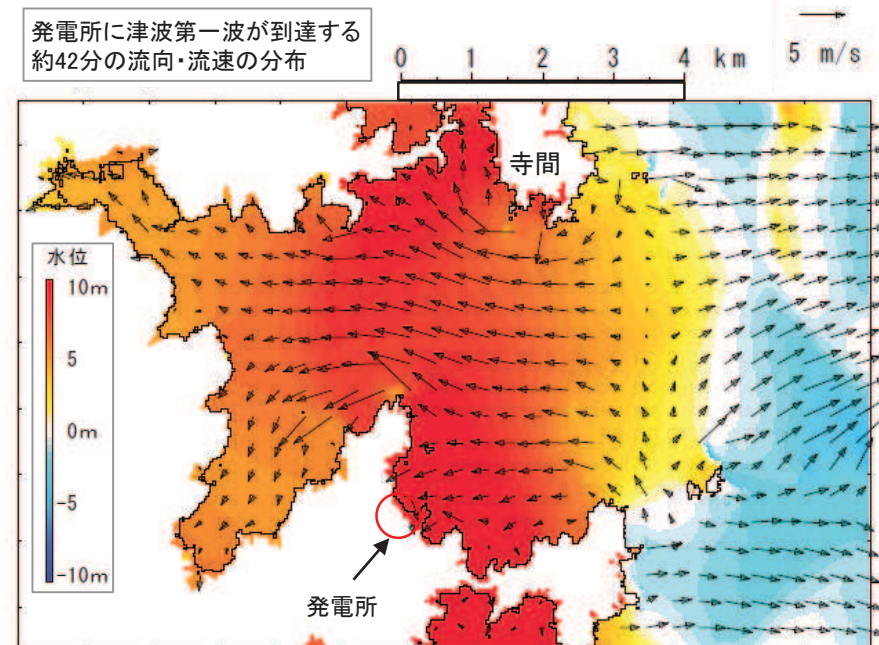 発電所に津波第一波が到達する
約42分の流向・流速の分布
0 1 2 3 4 km
5 m/s
寺間
水位
10m
5
0m
-5
-10m
発電所